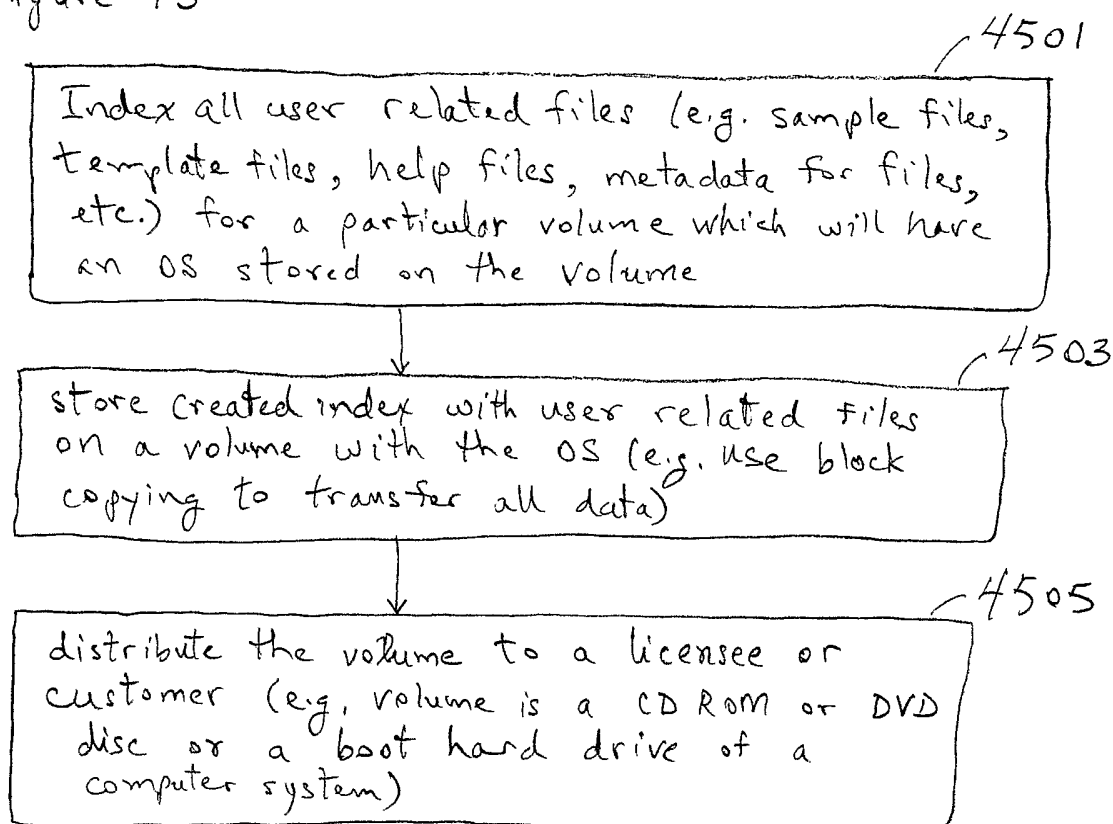 4501
Index all user related files (e.g. sample files,
template files, help files, metadata for files,
etc.) for a particular volume which will have
an OS stored on the volume
4503
store created index with user related files
on a volume with the OS (e.g. use block
copying to transfer all data)
4505
distribute the volume to a licensee or
customer (e.g. volume is a CD ROM or DVD
disc or a boot hard drive of a
computer system)